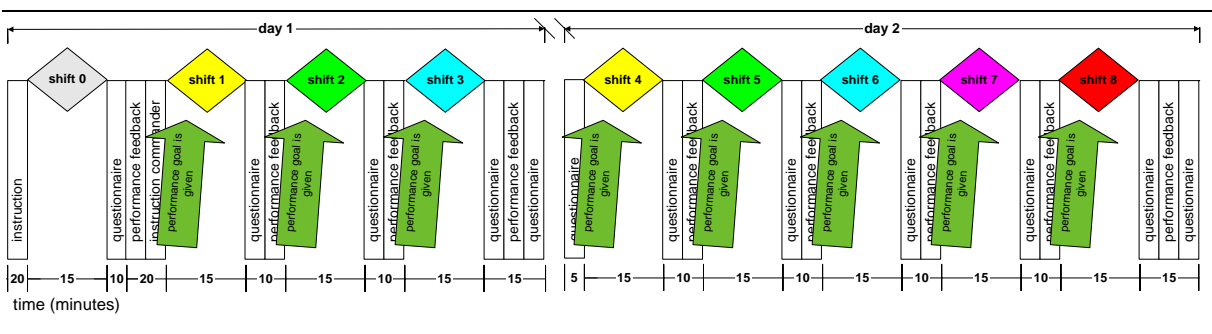 day 1
day 2
shift 0
shift 1
shift 2
shift 3
shift 4
shift 5
shift 6
shift 7
shift 8
instruction
questionnaire
performance feedback
instruction commander
performance goal is
given
questionnaire
performance feedback
performance goal is
given
questionnaire
performance feedback
performance goal is
given
questionnaire
performance feedback
questionnaire
questionnaire
performance goal is
given
questionnaire
performance feedback
performance goal is
given
questionnaire
performance feedback
performance goal is
given
questionnaire
performance feedback
performance goal is
given
questionnaire
performance feedback
performance goal is
given
questionnaire
performance feedback
questionnaire
20 15 10 20 15 10 15 10 15 15 5 15 10 15 10 15 10 15 10 15 15
time (minutes)